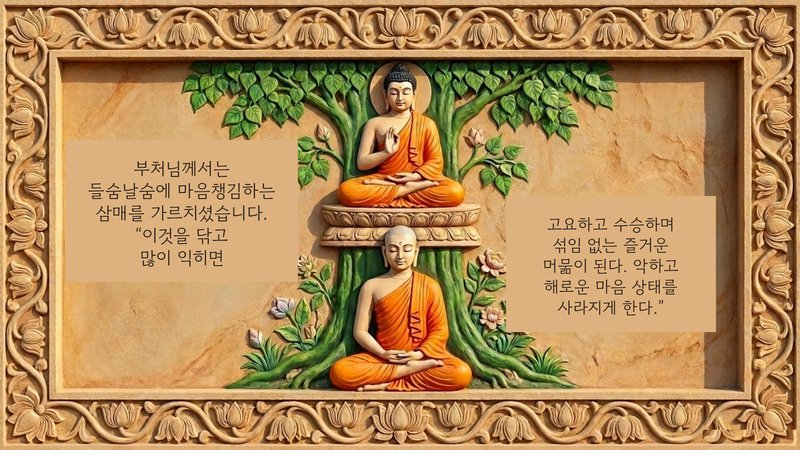 부처님께서는
들숨날숨에 마음챙김하는
삼매를 가르치셨습니다.
“이것을 닦고
많이 익히면
고요하고 수승하며
섞임 없는 즐거운
머묾이 된다. 악하고
해로운 마음 상태를
사라지게 한다.”